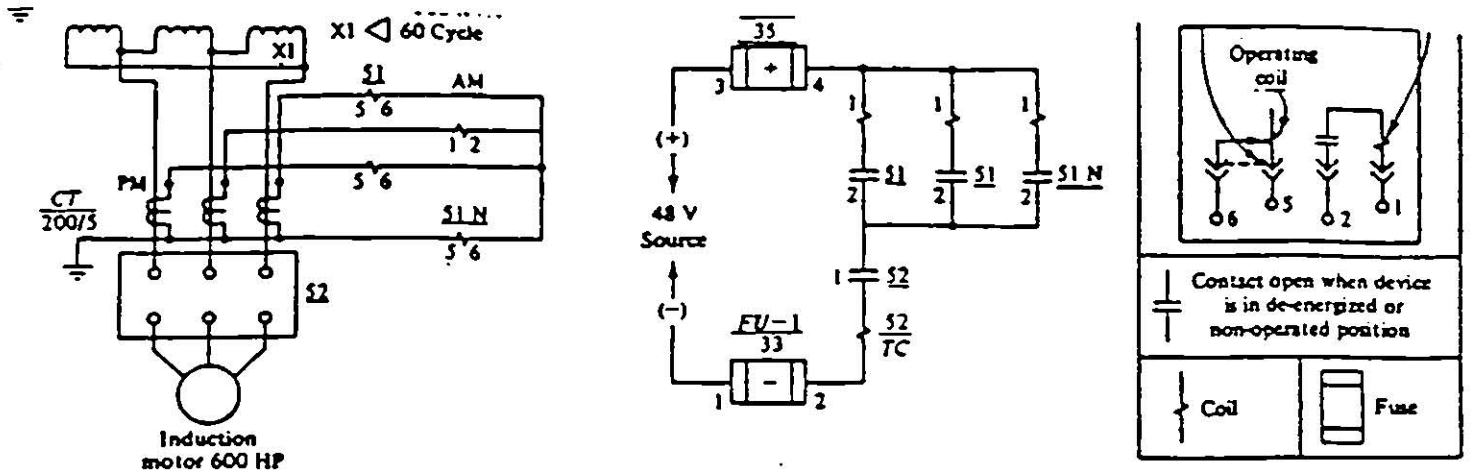 X1
X1 60 Cycle
51
5 6
AM
1 2
5 6
PM
CT
200/5
51 N
5 6
52
Induction
motor 600 HP
35
3
+
4
(+)
48 V
Source
(-)
1
1
1
2
51
2
51
2
51 N
1
52
52
TC
FU-1
33
1
-
2
Operating
coil
6
5
2
1
Contact open when device
is in de-energized or
non-operated position
Coil
Fuse